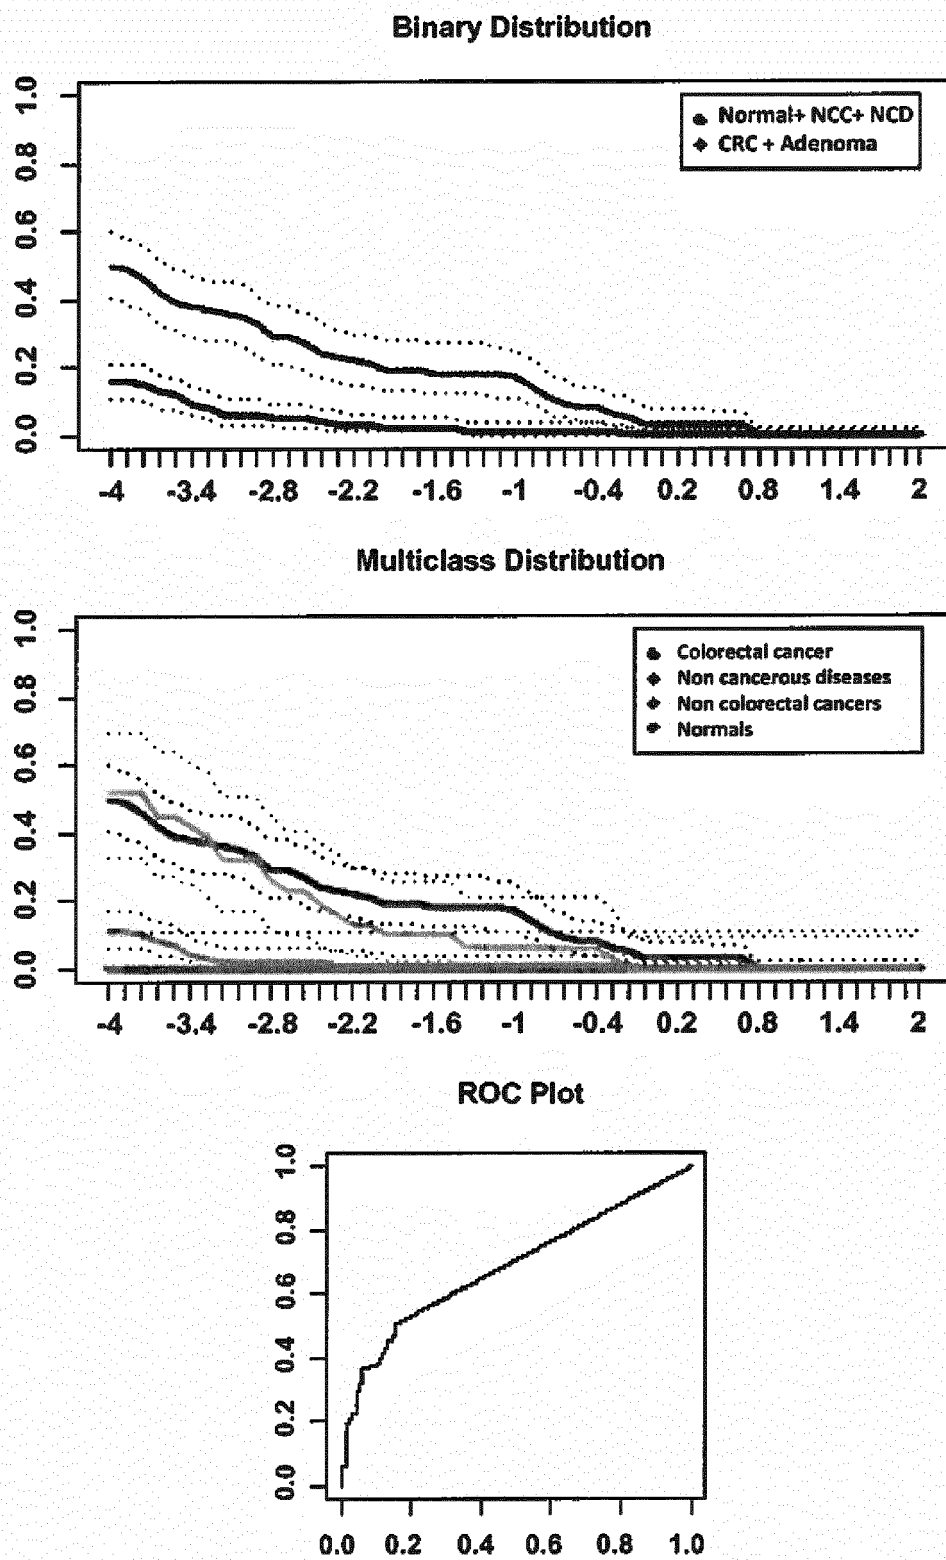 Binary Distribution
1.0
0.8
0.6
0.4
0.2
0.0
Normal+ NCC+ NCD
CRC + Adenoma
-4 -3.4 -2.8 -2.2 -1.6 -1 -0.4 0.2 0.8 1.4 2
Multiclass Distribution
1.0
0.8
0.6
0.4
0.2
0.0
Colorectal cancer
Non cancerous diseases
Non colorectal cancers
Normals
-4 -3.4 -2.8 -2.2 -1.6 -1 -0.4 0.2 0.8 1.4 2
ROC Plot
1.0
0.8
0.6
0.4
0.2
0.0
0.0 0.2 0.4 0.6 0.8 1.0